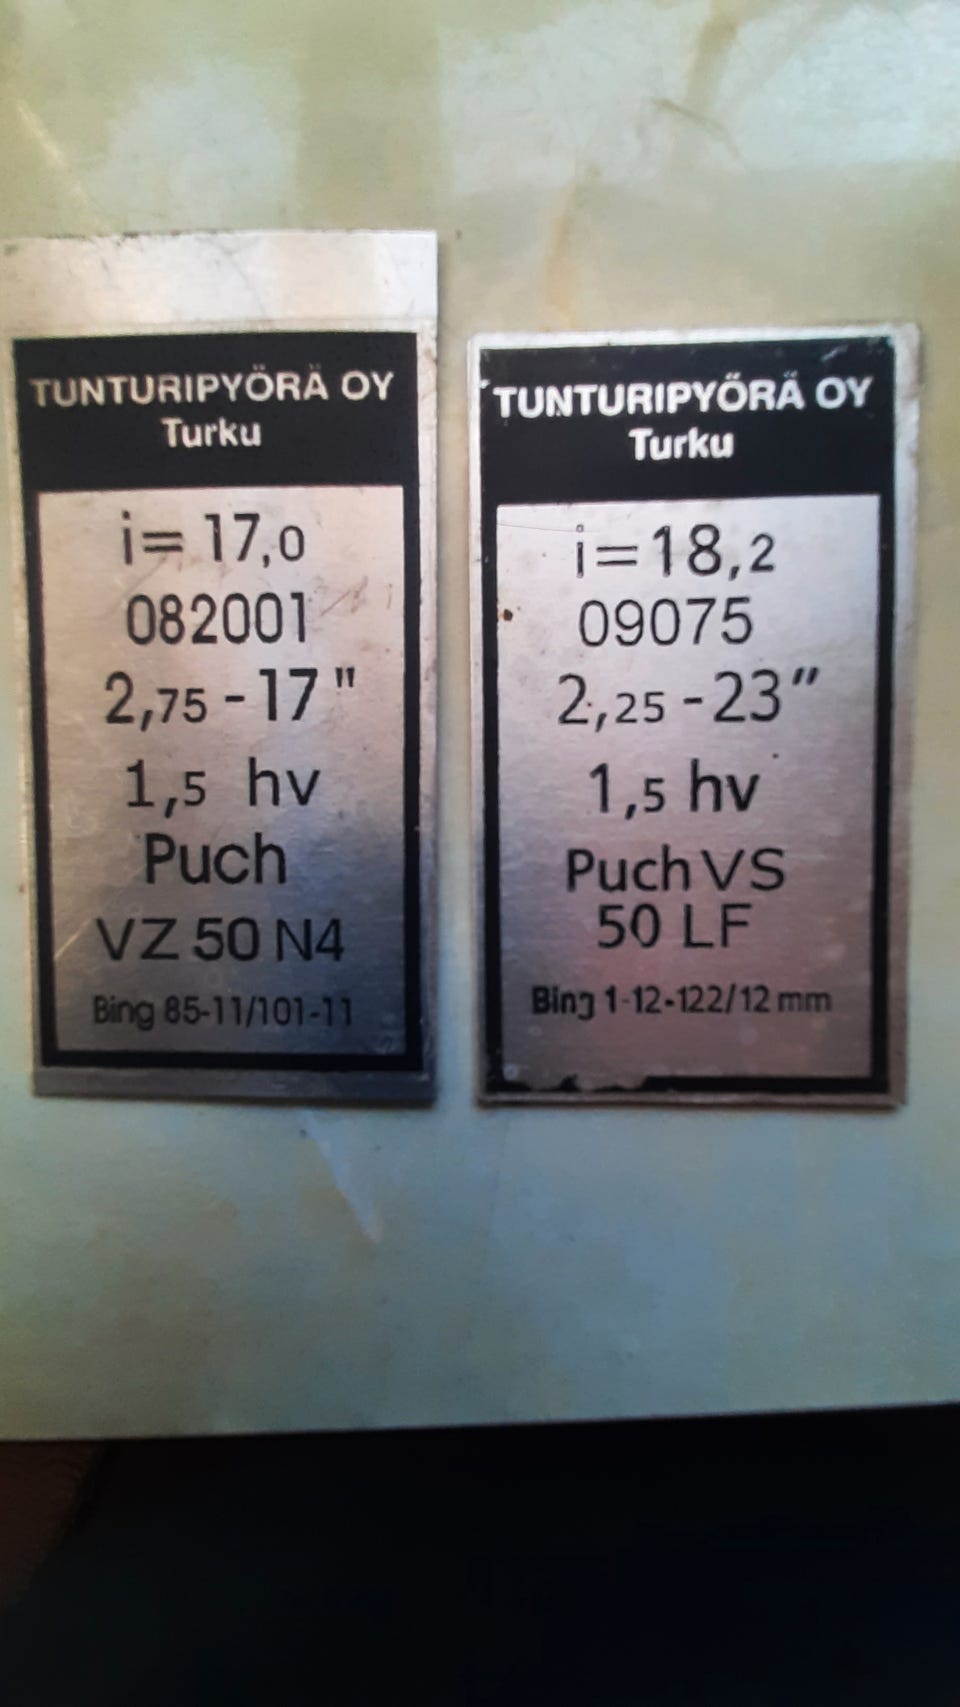 TUNTURIPYÖRÄ OY
Turku
i= 17,0
082001
2,75 - 17"
1,5 hv
Puch
VZ 50 N4
Bing 85-11/101-11
TUNTURIPYÖRÄ OY
Turku
i=18,2
09075
2,25 - 23"
1,5 hv
Puch VS
50 LF
Bing 1-12-122/12 mm